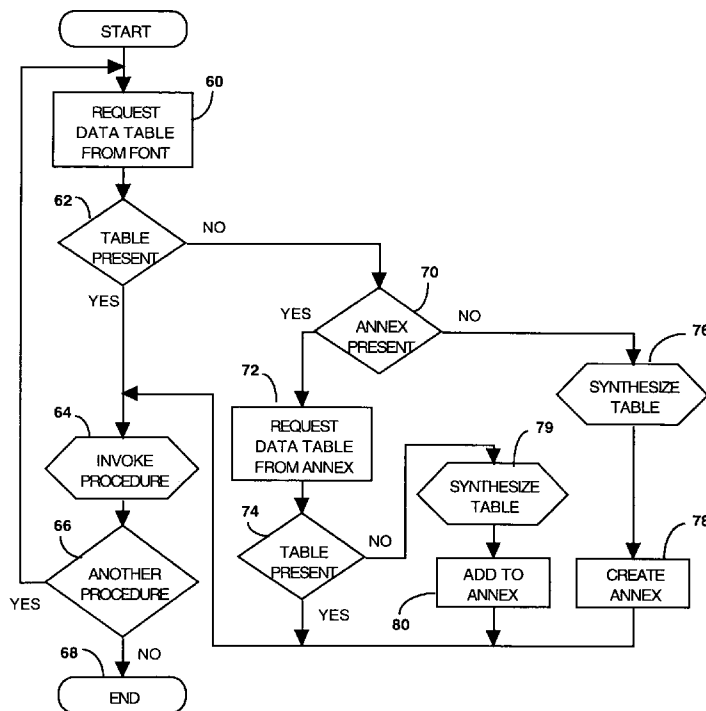 START
60
REQUEST
DATA TABLE
FROM FONT
62
TABLE
PRESENT
NO
YES
70
ANNEX
PRESENT
YES
NO
76
SYNTHESIZE
TABLE
72
REQUEST
DATA TABLE
FROM ANNEX
64
INVOKE
PROCEDURE
79
SYNTHESIZE
TABLE
74
TABLE
PRESENT
NO
YES
78
CREATE
ANNEX
ADD TO
ANNEX
80
66
ANOTHER
PROCEDURE
YES
NO
68
END